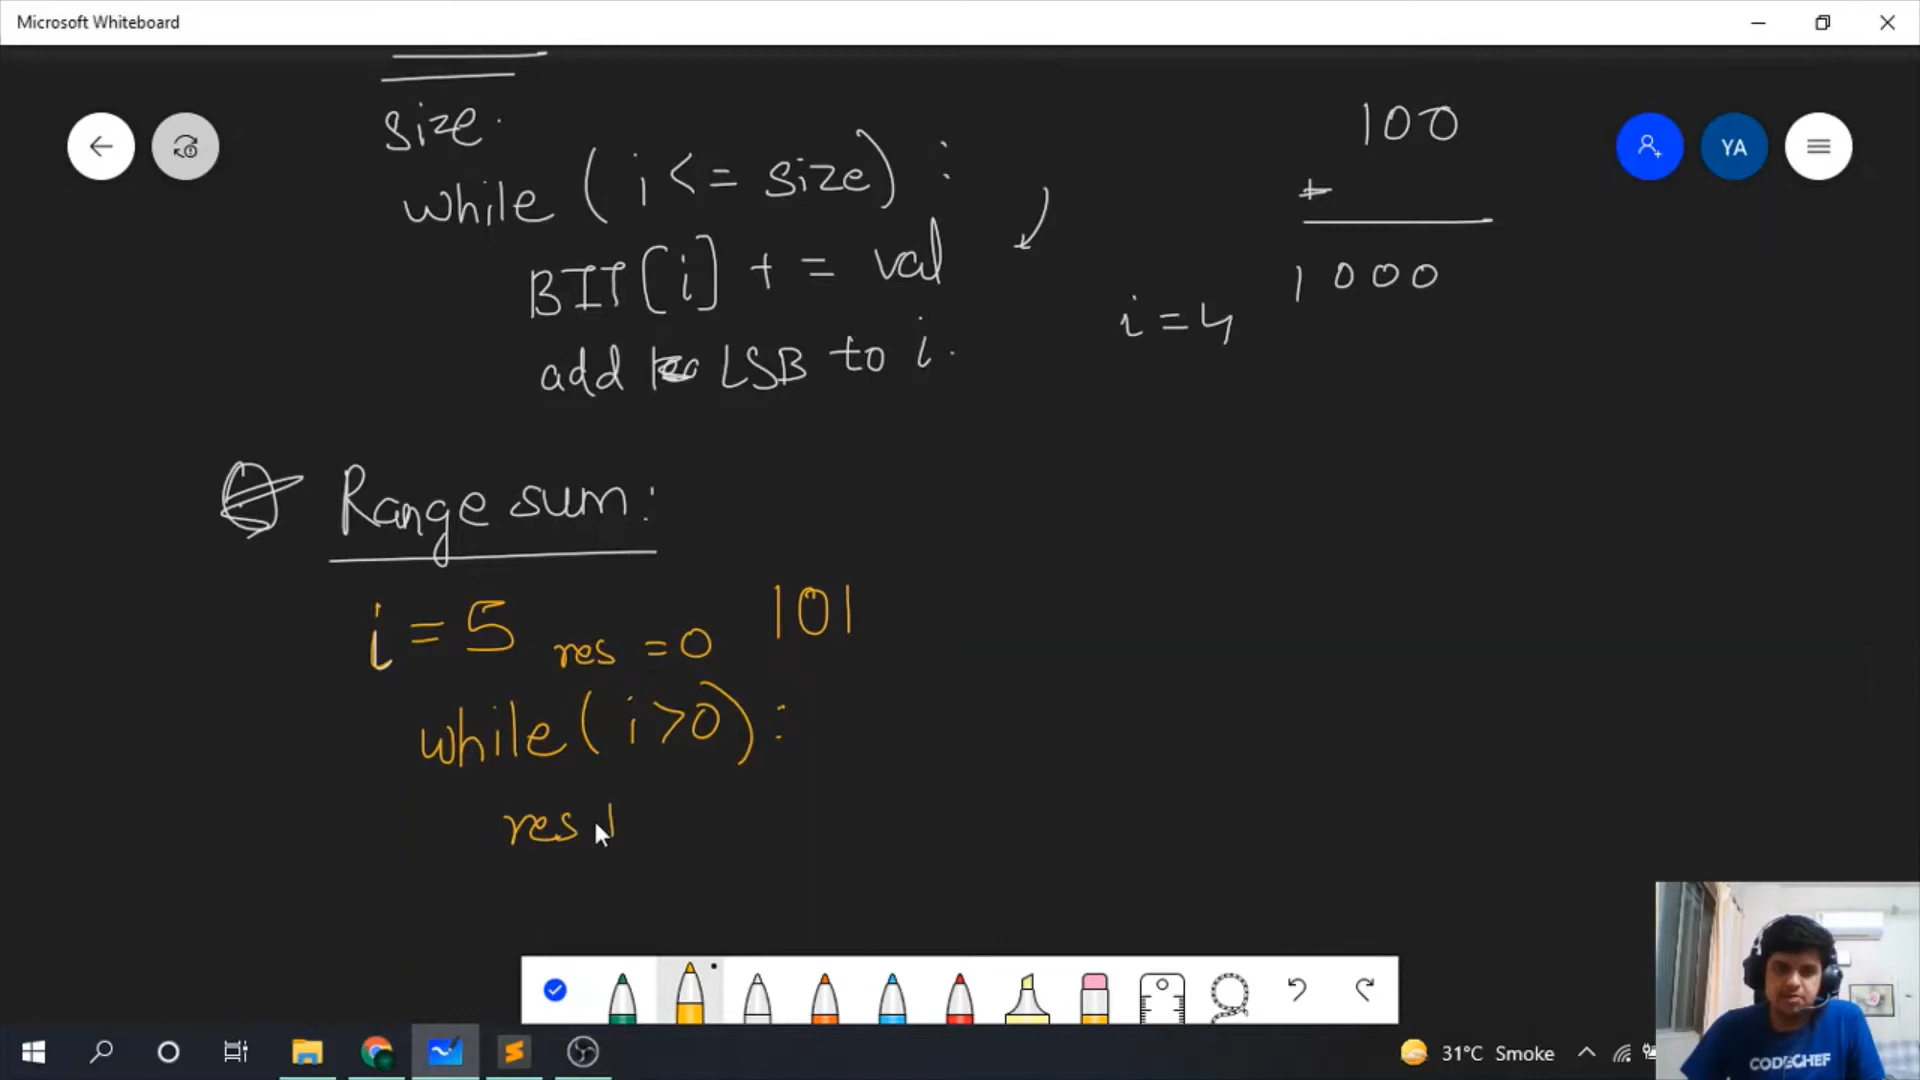 Microsoft Whiteboard
size.
while ( i <= size) :
BIT[i] + = val
add LSB to i.
100
+
1000
i = 4
YA
Range sum:
i = 5 res = 0 101
while ( i > 0 ) :
res
31°C Smoke
CODECHEF